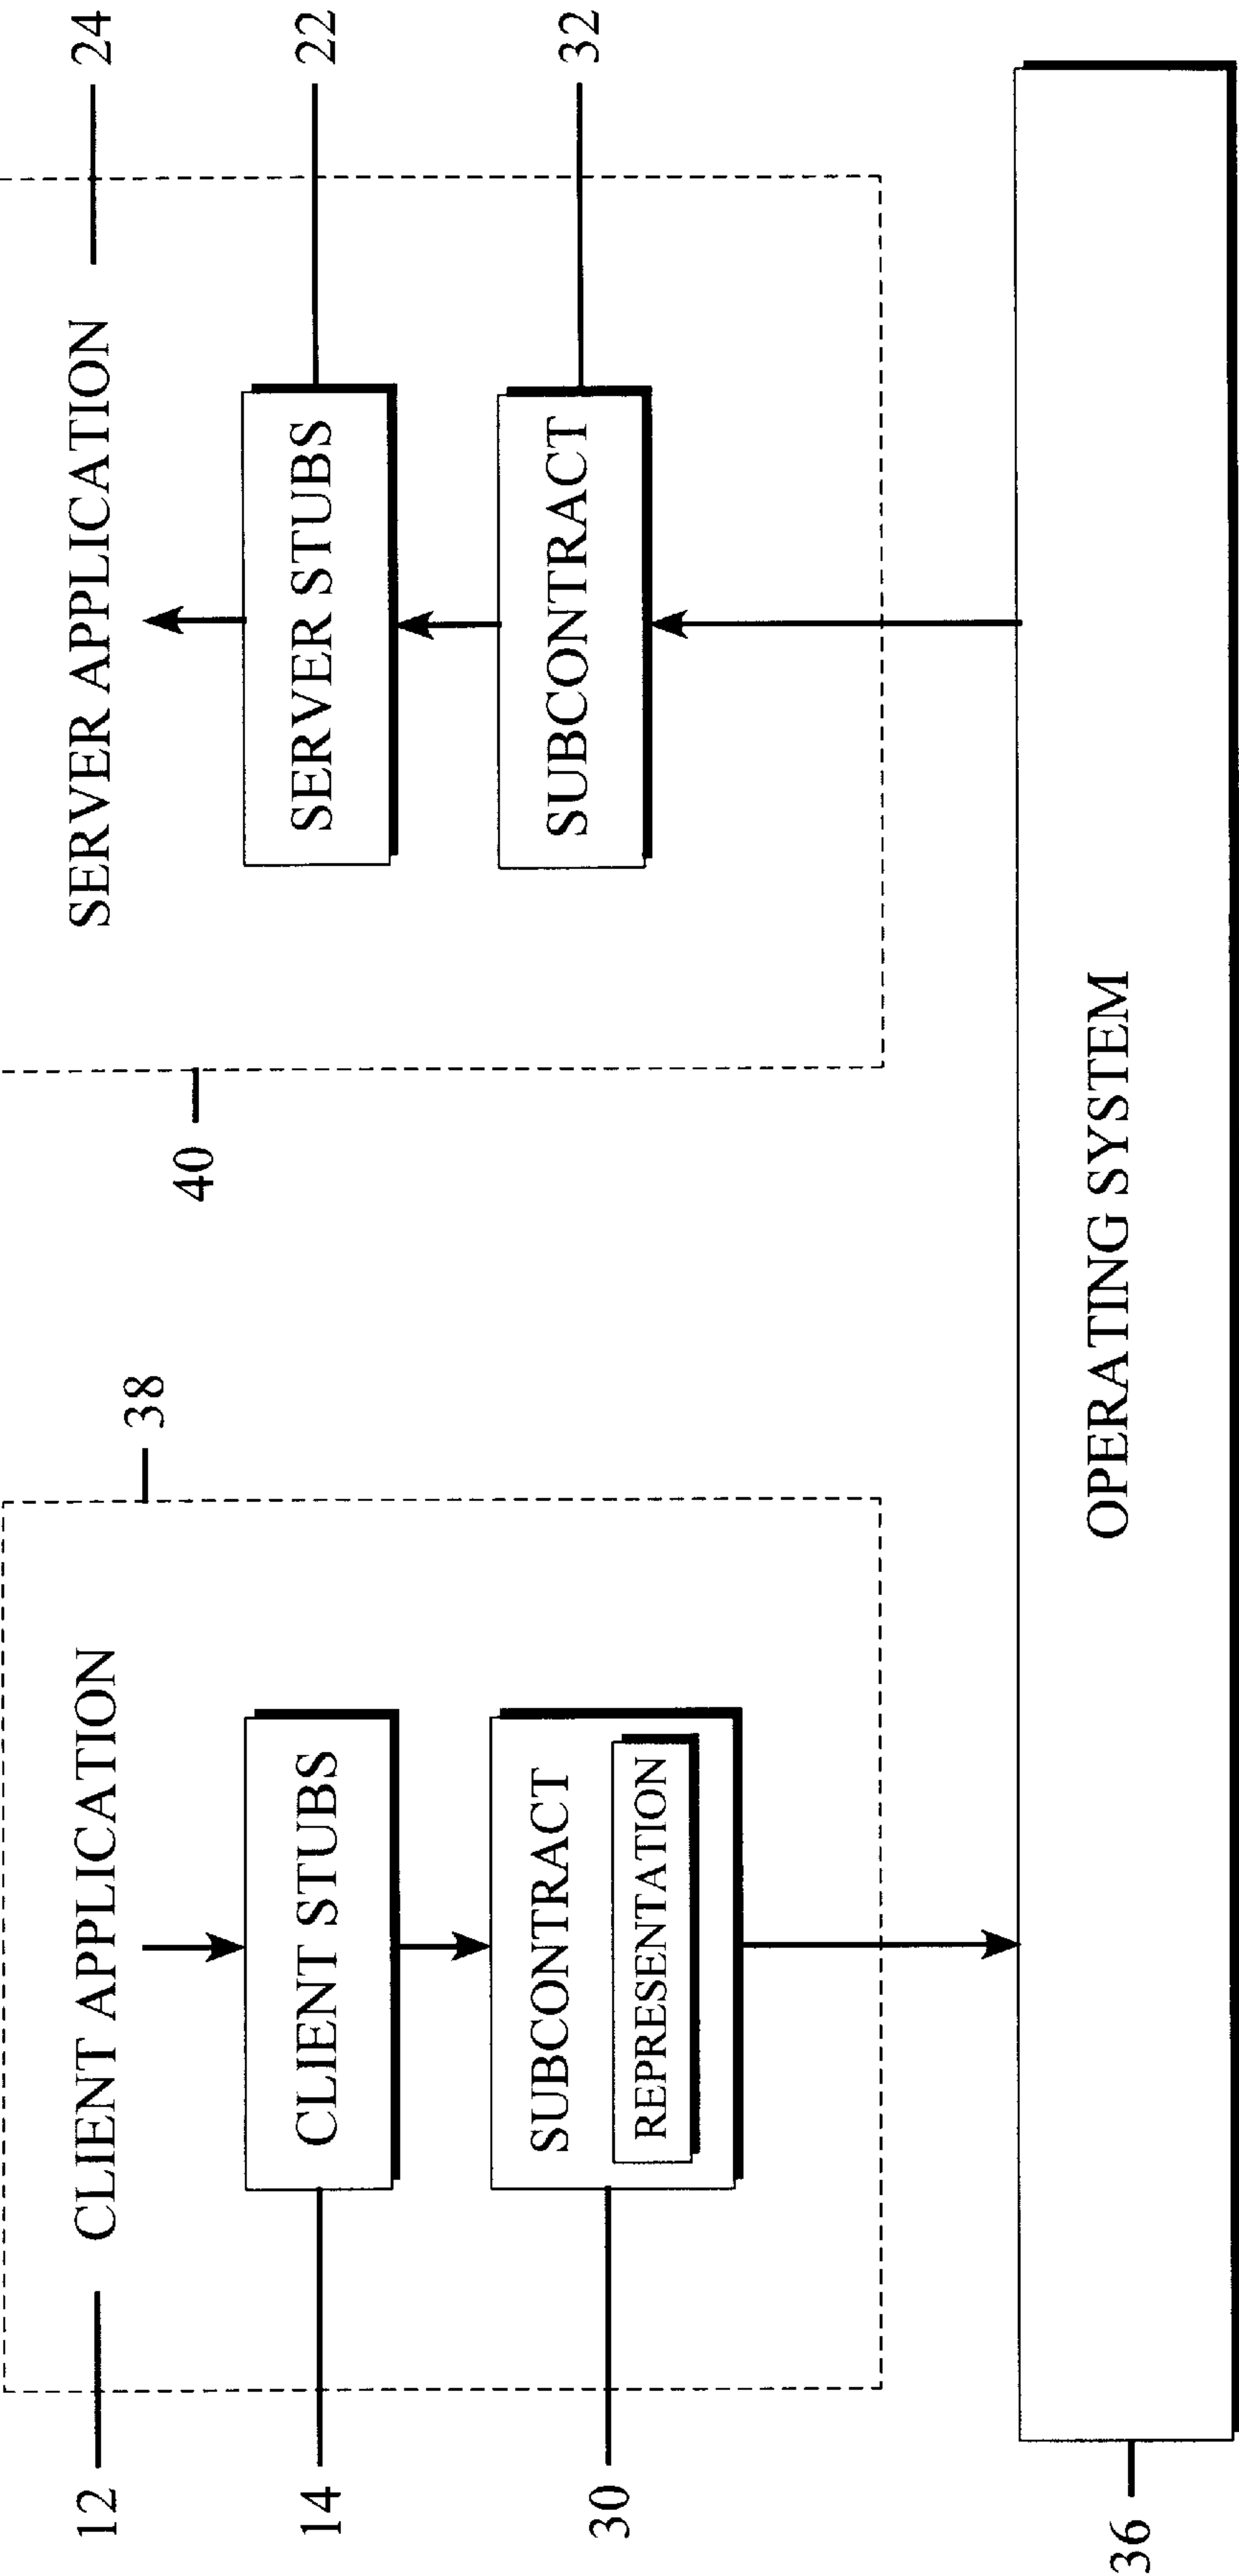 12
CLIENT APPLICATION
38
14
CLIENT STUBS
30
SUBCONTRACT
REPRESENTATION
SERVER APPLICATION
24
40
SERVER STUBS
22
SUBCONTRACT
32
36
OPERATING SYSTEM